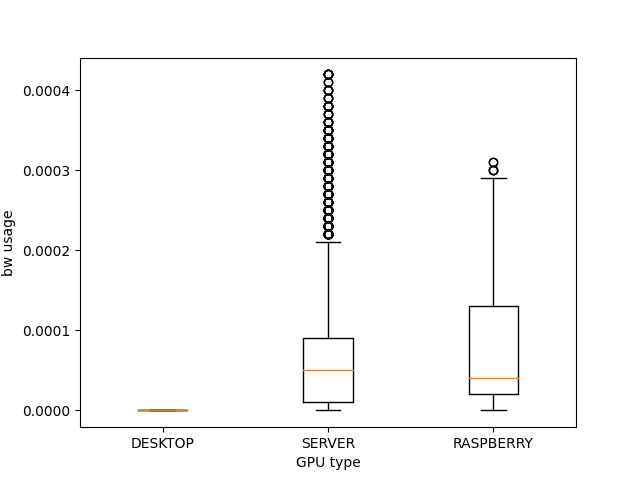 0.0004
0.0003
0.0002
0.0001
0.0000
bw usage
DESKTOP
SERVER
RASPBERRY
GPU type